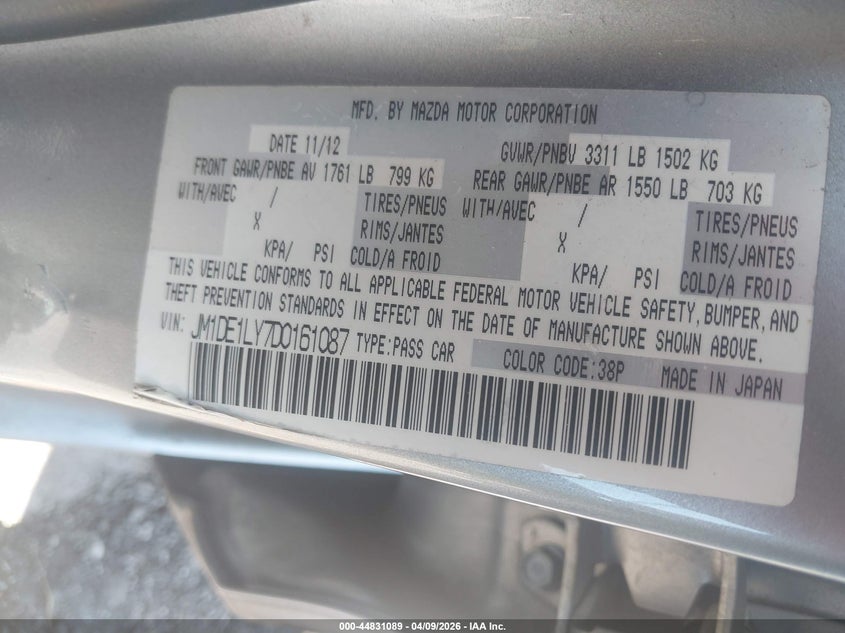 MFD. BY MAZDA MOTOR CORPORATION
DATE 11/12
GVWR/PNBV 3311 LB 1502 KG
FRONT GAWR/PNBE AV 1761 LB 799 KG
REAR GAWR/PNBE AR 1550 LB 703 KG
WITH/AVEC / TIRES/PNEUS
X RIMS/JANTES
KPA/ PSI COLD/A FROID
WITH/AVEC / TIRES/PNEUS
X RIMS/JANTES
KPA/ PSI COLD/A FROID
THIS VEHICLE CONFORMS TO ALL APPLICABLE FEDERAL MOTOR VEHICLE SAFETY, BUMPER, AND
THEFT PREVENTION STANDARDS IN EFFECT ON THE DATE OF MANUFACTURE SHOWN ABOVE.
VIN: JM1DE1LY7D0161087 TYPE:PASS CAR COLOR CODE:38P MADE IN JAPAN
000-44831089 - 04/09/2026 - IAA Inc.